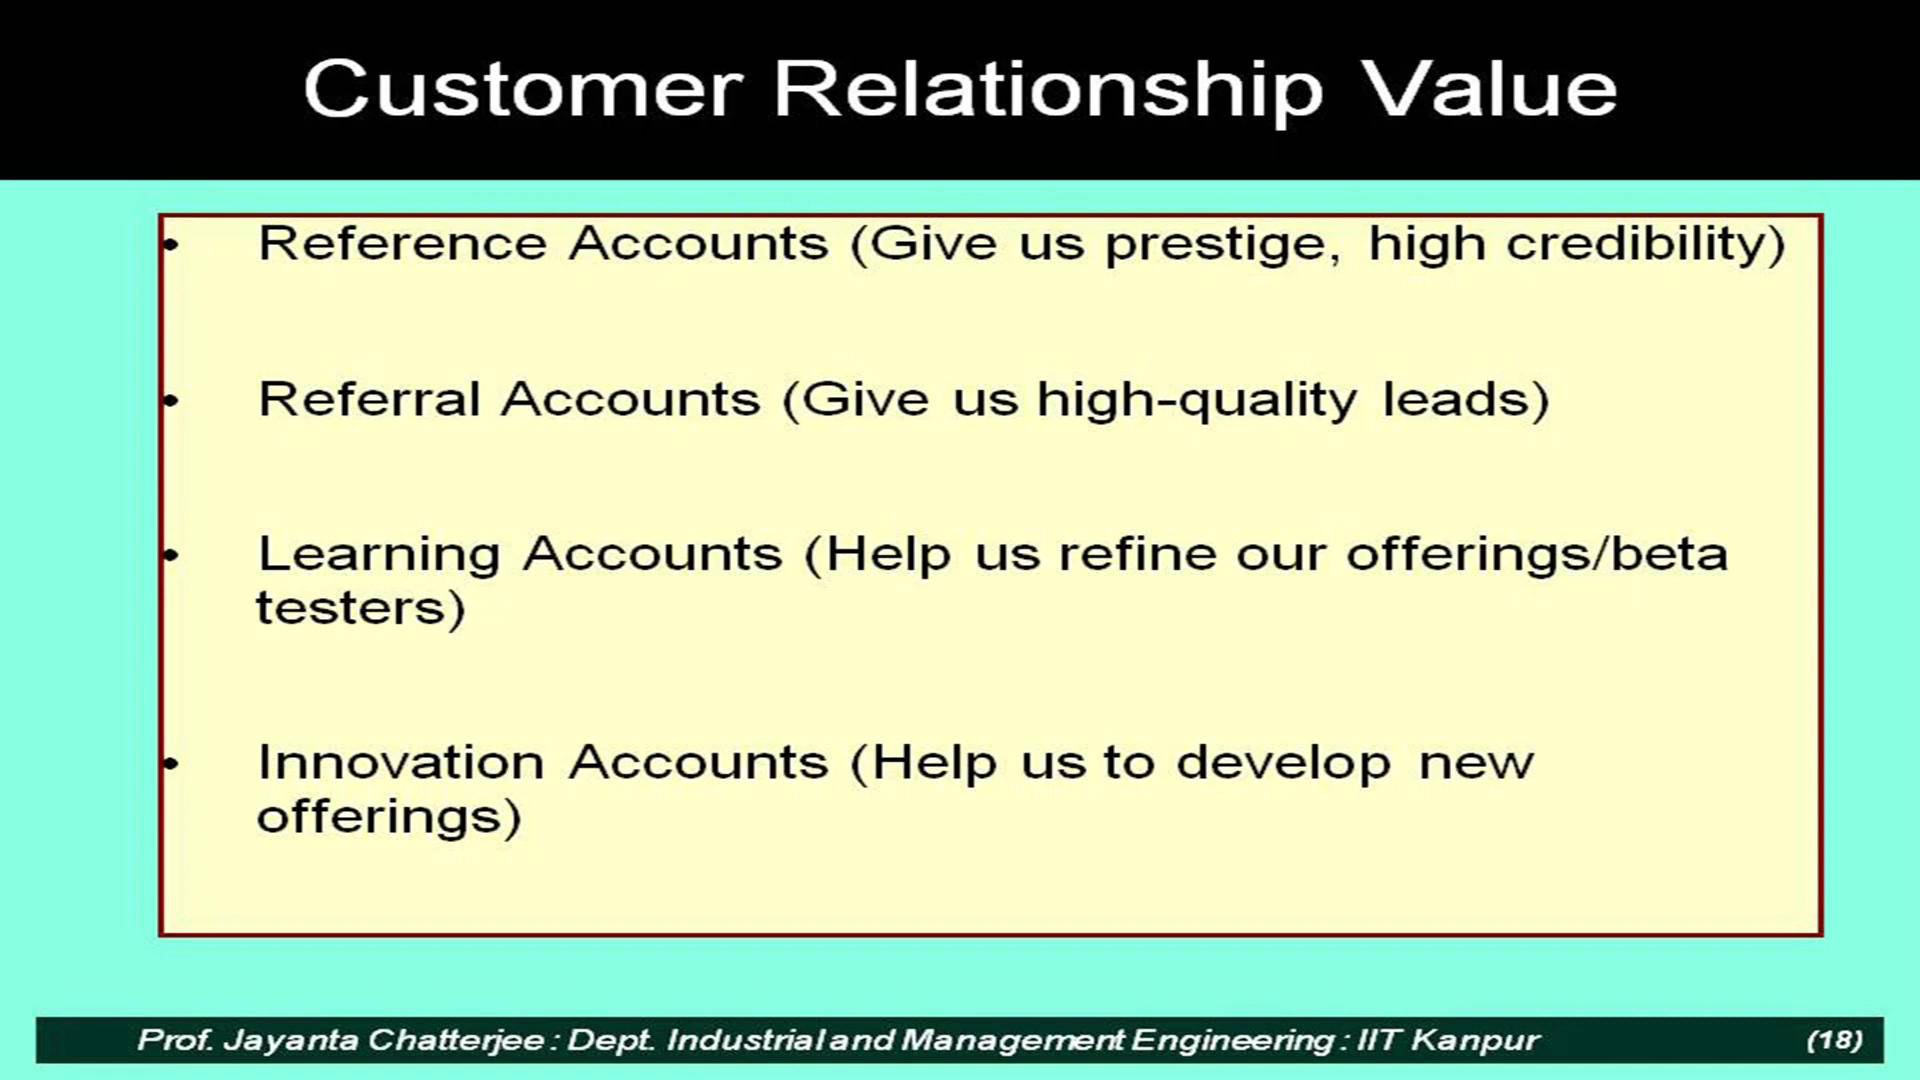 Customer Relationship Value
• Reference Accounts (Give us prestige, high credibility)
• Referral Accounts (Give us high-quality leads)
• Learning Accounts (Help us refine our offerings/beta
testers)
• Innovation Accounts (Help us to develop new
offerings)
Prof. Jayanta Chatterjee : Dept. Industrial and Management Engineering : IIT Kanpur (18)